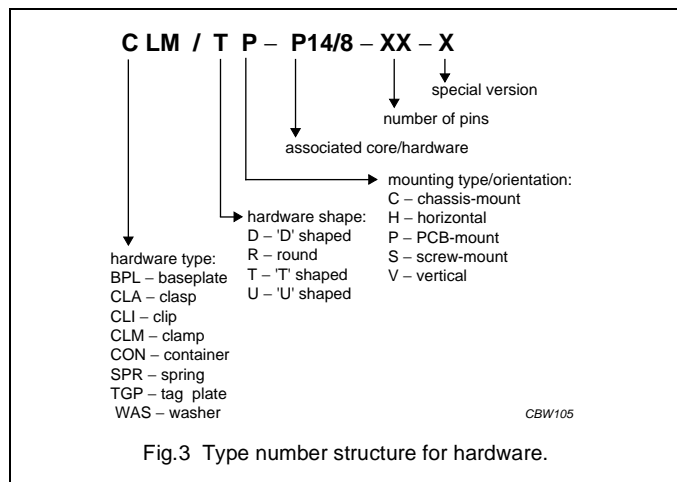 C LM / T P – P14/8 – XX – X
special version
number of pins
associated core/hardware
mounting type/orientation:
C – chassis-mount
H – horizontal
P – PCB-mount
S – screw-mount
V – vertical
hardware shape:
D – 'D' shaped
R – round
T – 'T' shaped
U – 'U' shaped
hardware type:
BPL – baseplate
CLA – clasp
CLI – clip
CLM – clamp
CON – container
SPR – spring
TGP – tag plate
WAS – washer
CBW105
Fig.3 Type number structure for hardware.